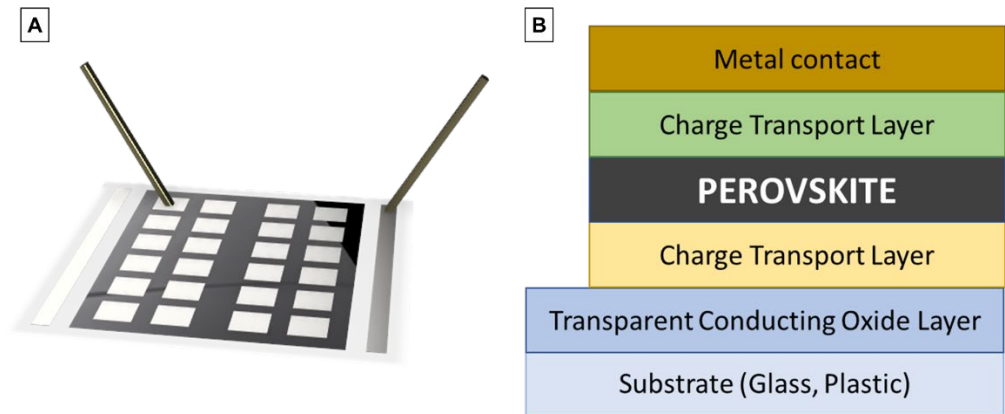 A
B
Metal contact
Charge Transport Layer
PEROVSKITE
Charge Transport Layer
Transparent Conducting Oxide Layer
Substrate (Glass, Plastic)